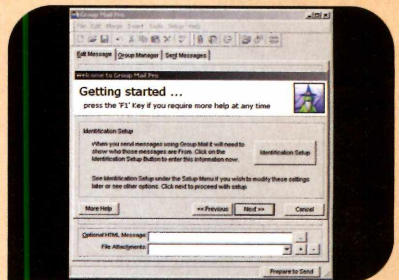 Group Mail Pro
File Edit Merge Insert Tools Setup Help
Edit Message Group Manager Sent Messages
Welcome to Group Mail Pro
Getting started ...
press the 'F1' Key if you require more help at any time
Identification Setup
When you send messages using Group Mail it will need to
show who those messages are From. Click on the
Identification Setup Button to enter this information now.
Identification Setup
See Identification Setup under the Setup Menu if you wish to modify these settings
later or see other options. Click next to proceed with setup
More Help << Previous Next >> Cancel
Optional HTML Message:
File Attachments:
Prepare to Send